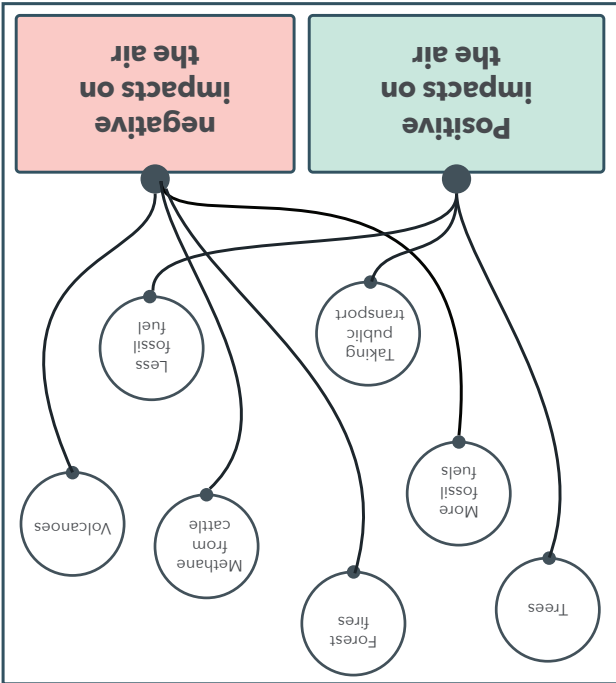 Trees
Forest
fires
Methane
from
cattle
Volcanoes
More
fossil
fuels
Taking
public
transport
Less
fossil
fuel
Positive
impacts on
the air
negative
impacts on
the air